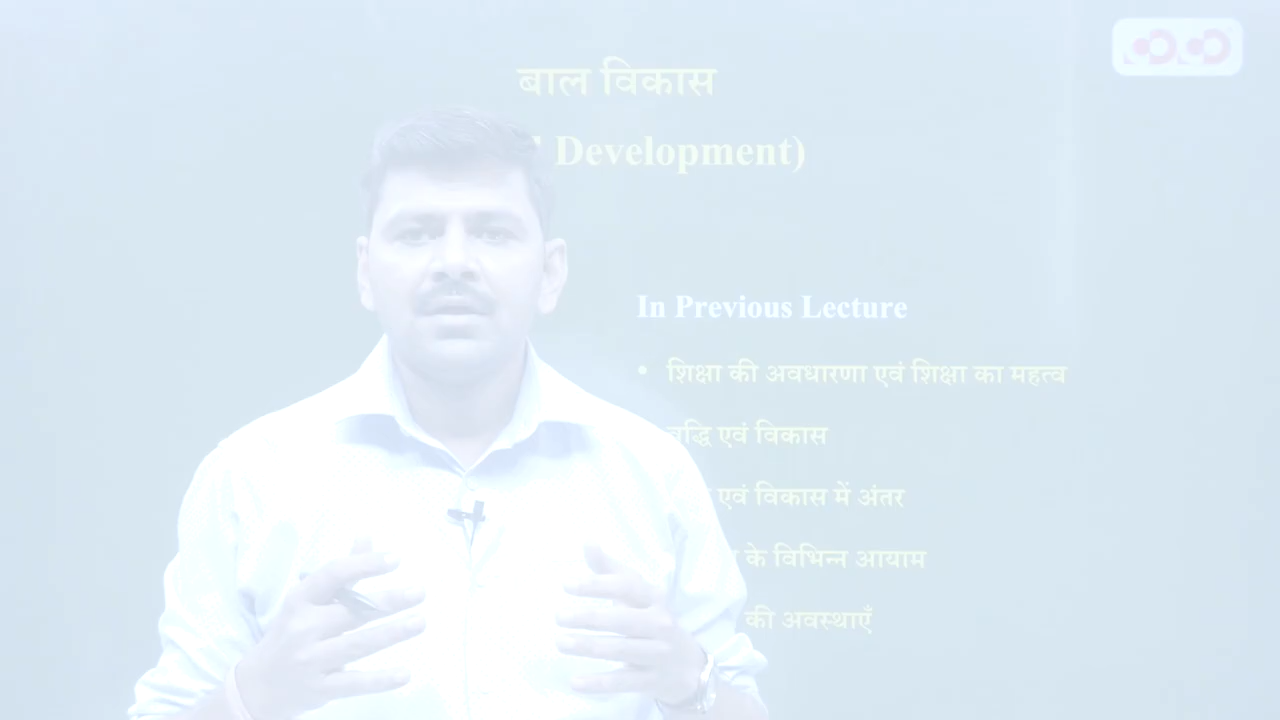 बाल विकास
Development)
In Previous Lecture
• शिक्षा की अवधारणा एवं शिक्षा का महत्व
एवं विकास
एवं विकास में अंतर
के विभिन्न आयाम
की अवस्थाएँ